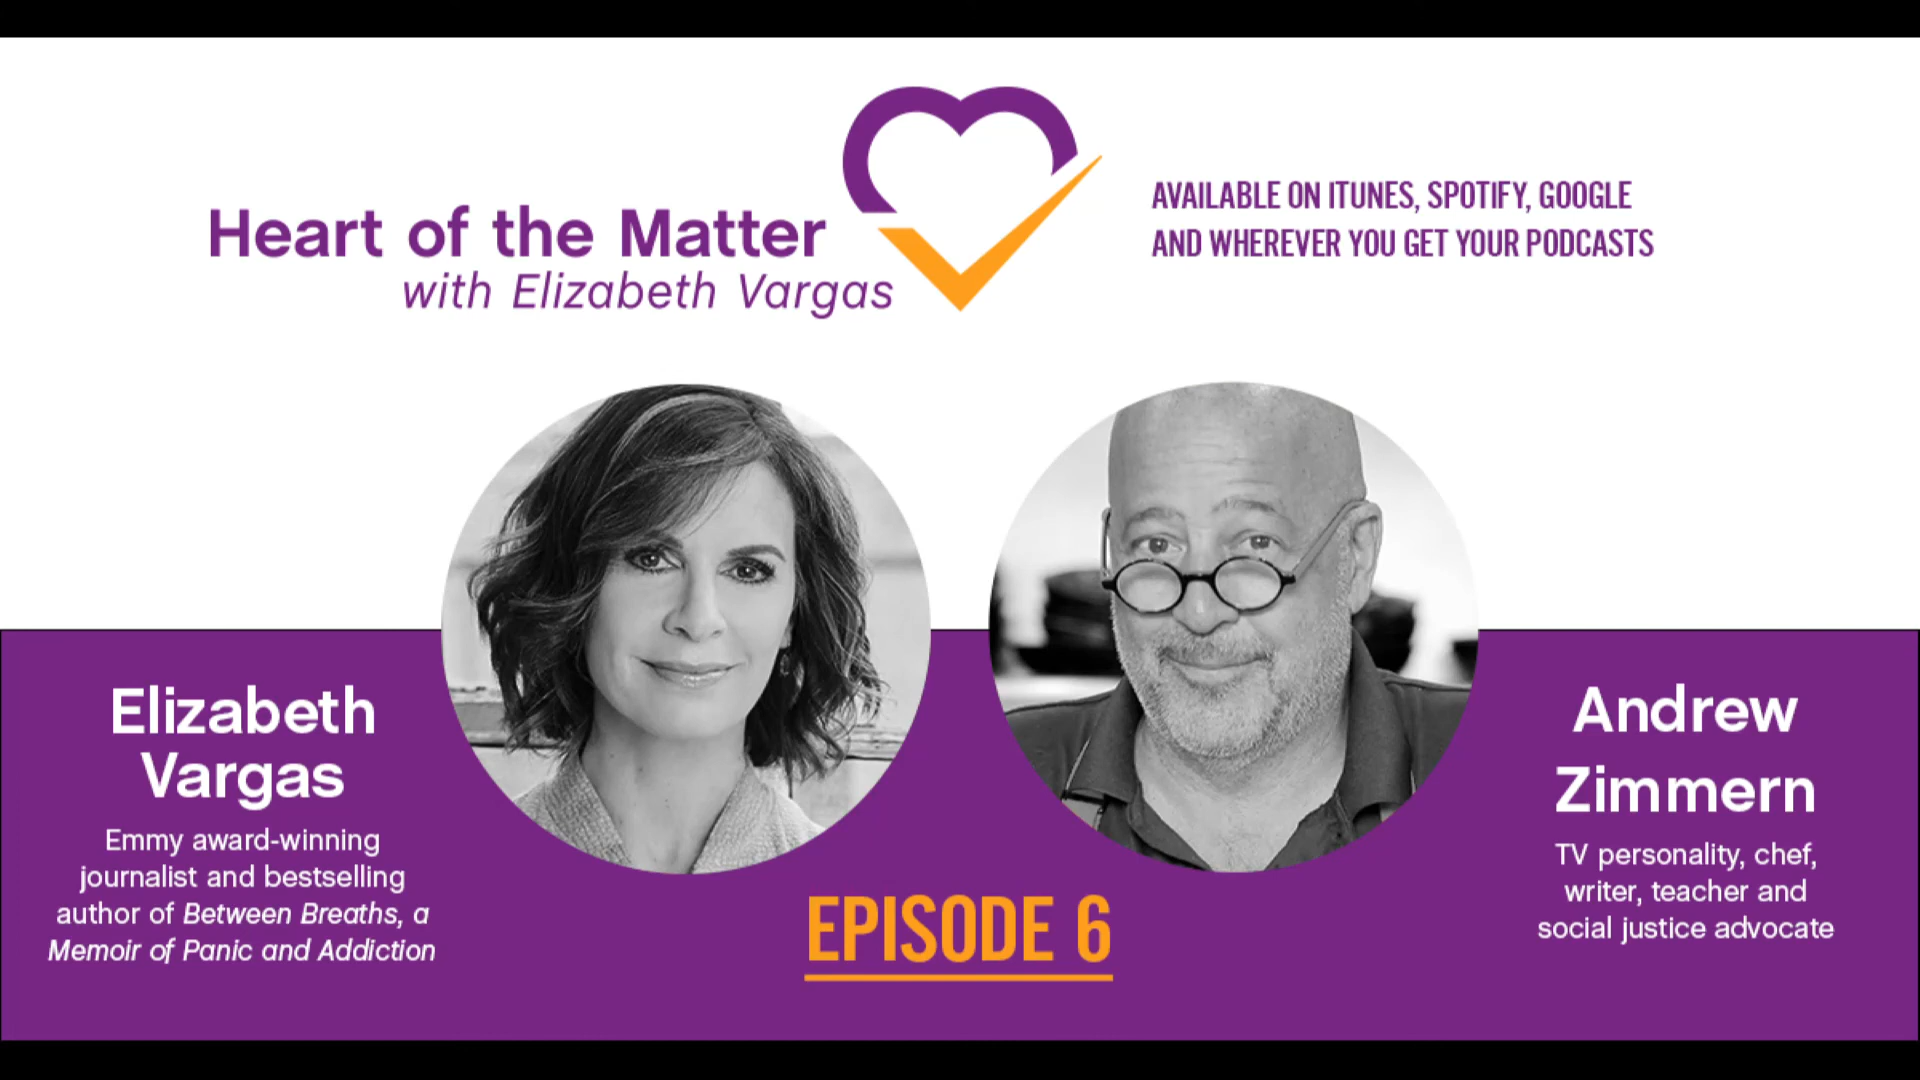 Heart of the Matter
with Elizabeth Vargas
AVAILABLE ON ITUNES, SPOTIFY, GOOGLE
AND WHEREVER YOU GET YOUR PODCASTS
Elizabeth
Vargas
Emmy award-winning
journalist and bestselling
author of Between Breaths, a
Memoir of Panic and Addiction
EPISODE 6
Andrew
Zimmern
TV personality, chef,
writer, teacher and
social justice advocate